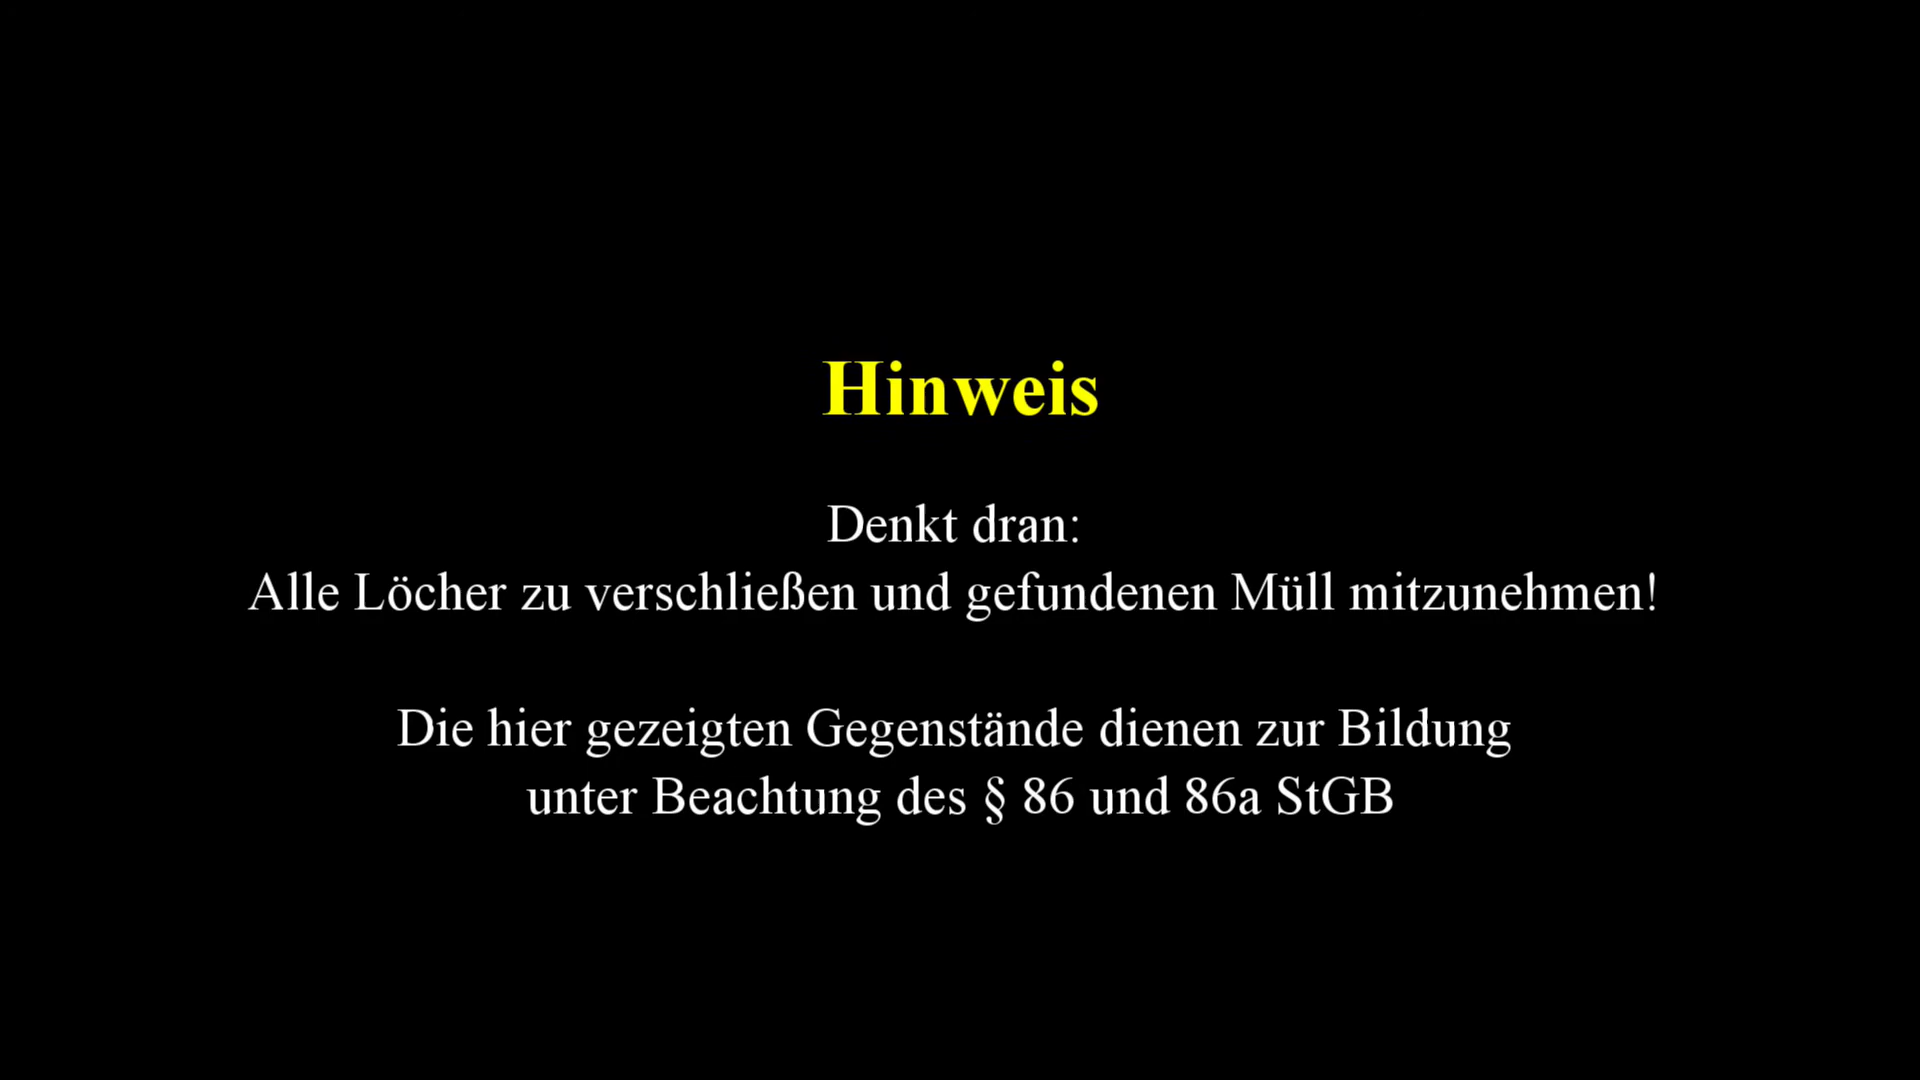 Hinweis
Denkt dran:
Alle Löcher zu verschließen und gefundenen Müll mitzunehmen!
Die hier gezeigten Gegenstände dienen zur Bildung
unter Beachtung des § 86 und 86a StGB